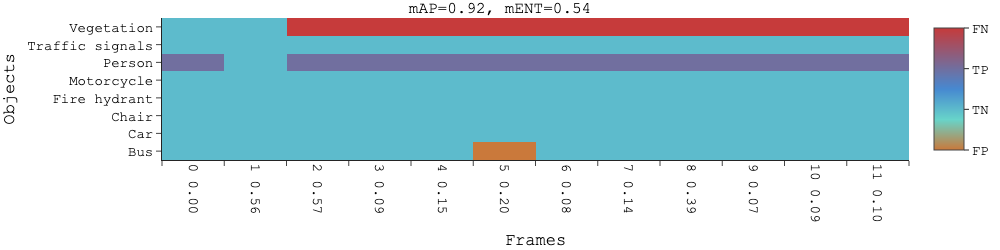 mAP=0.92, mENT=0.54
Objects
Vegetation
Traffic signals
Person
Motorcycle
Fire hydrant
Chair
Car
Bus
0 0.00
1 0.56
2 0.57
3 0.09
4 0.15
5 0.20
6 0.08
7 0.14
8 0.39
9 0.07
10 0.09
11 0.10
Frames
FN
TP
TN
FP